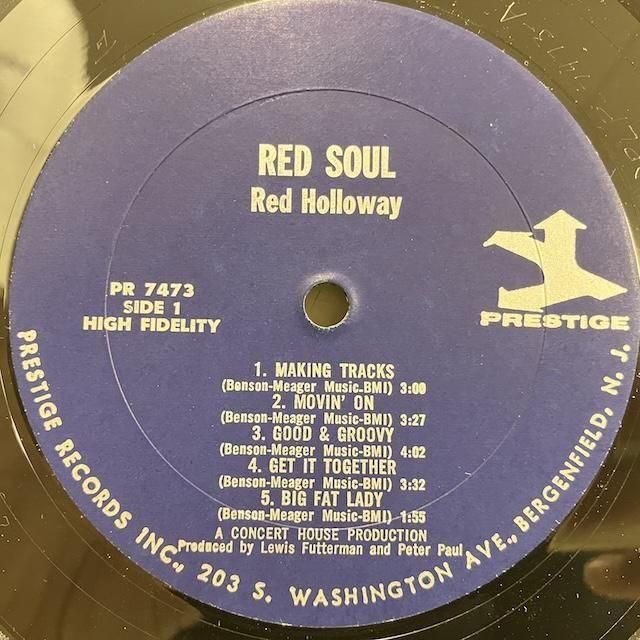 RED SOUL
Red Holloway
PR 7473
SIDE 1
HIGH FIDELITY
PRESTIGE
1. MAKING TRACKS
(Benson-Meager Music-BMI) 3:00
2. MOVIN' ON
(Benson-Meager Music-BMI) 3:27
3. GOOD & GROOVY
(Benson-Meager Music-BMI) 4:02
4. GET IT TOGETHER
(Benson-Meager Music-BMI) 3:32
5. BIG FAT LADY
(Benson-Meager Music-BMI) 1:55
A CONCERT HOUSE PRODUCTION
Produced by Lewis Futterman and Peter Paul
PRESTIGE RECORDS INC., 203 S. WASHINGTON AVE., BERGENFIELD, N. J.